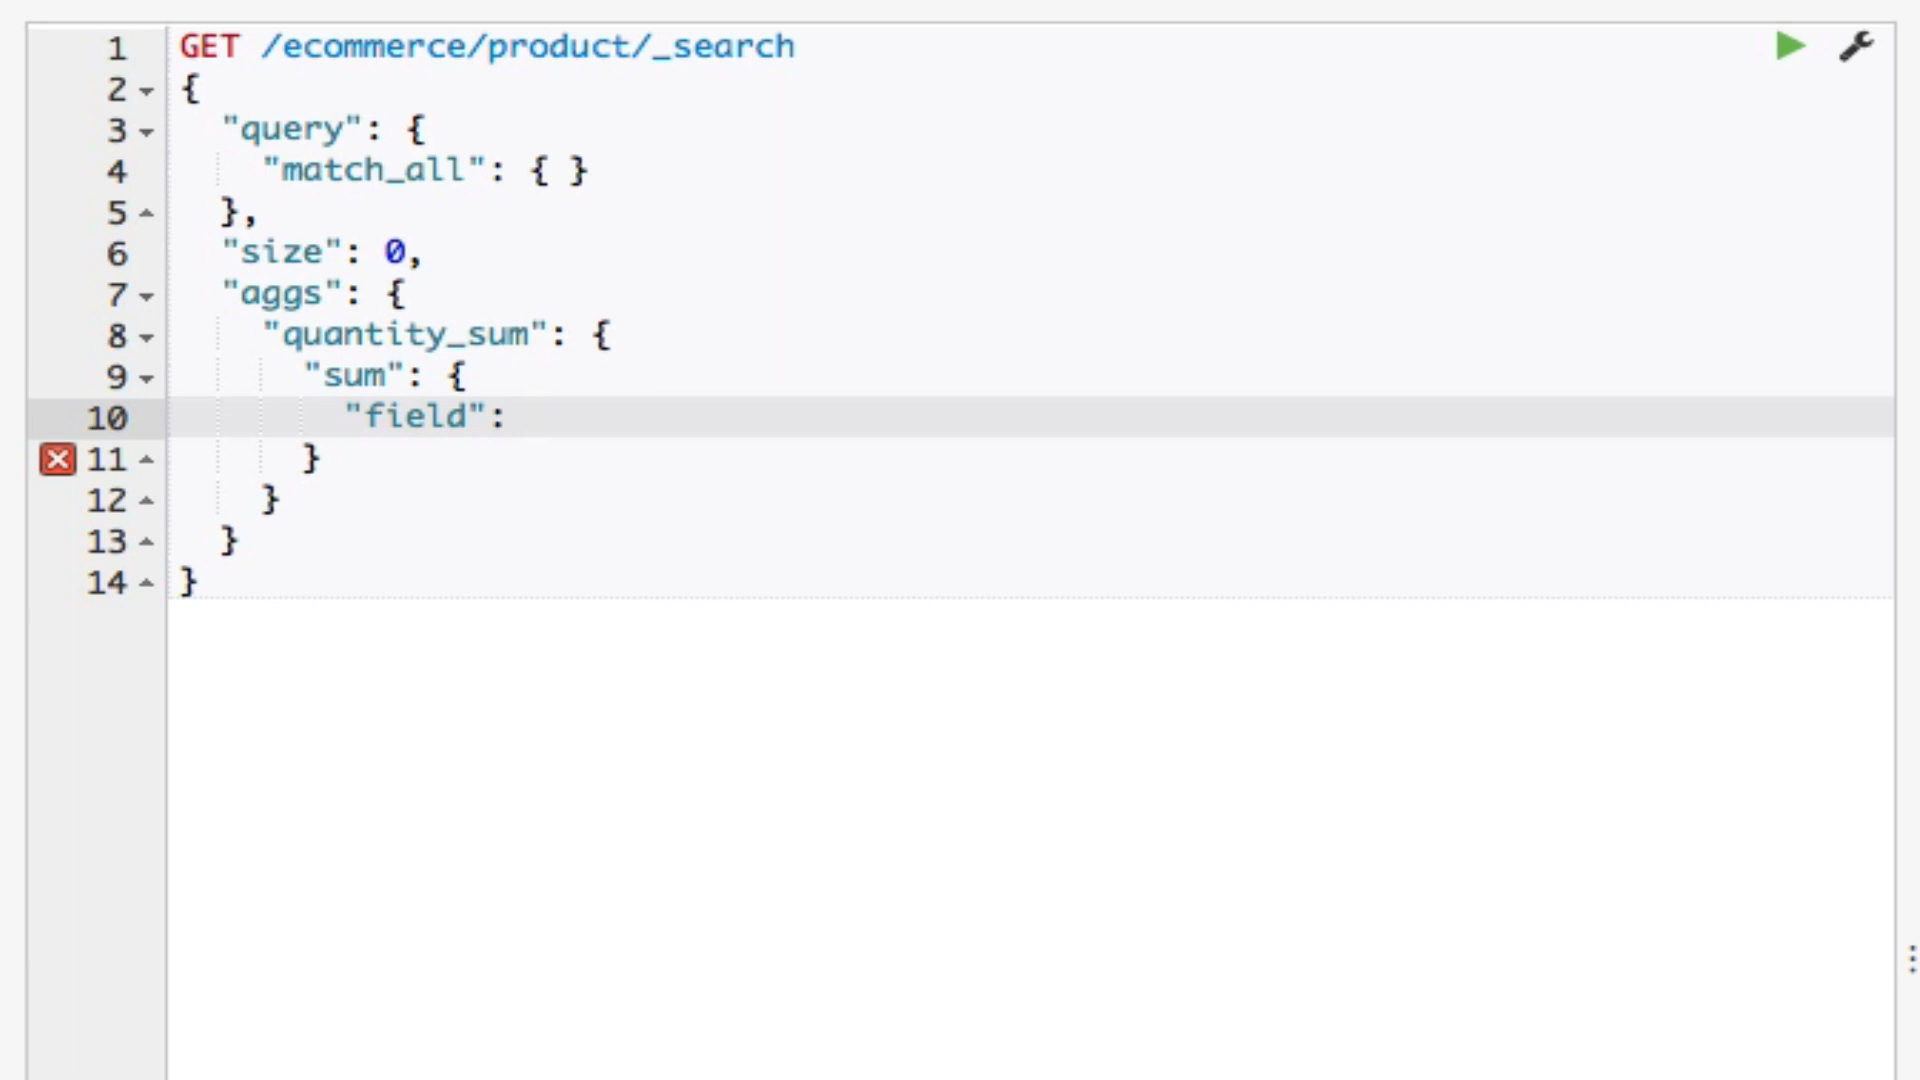 1 GET /ecommerce/product/_search
2 {
3 "query": {
4 "match_all": { }
5 },
6 "size": 0,
7 "aggs": {
8 "quantity_sum": {
9 "sum": {
10 "field":
11 }
12 }
13 }
14 }